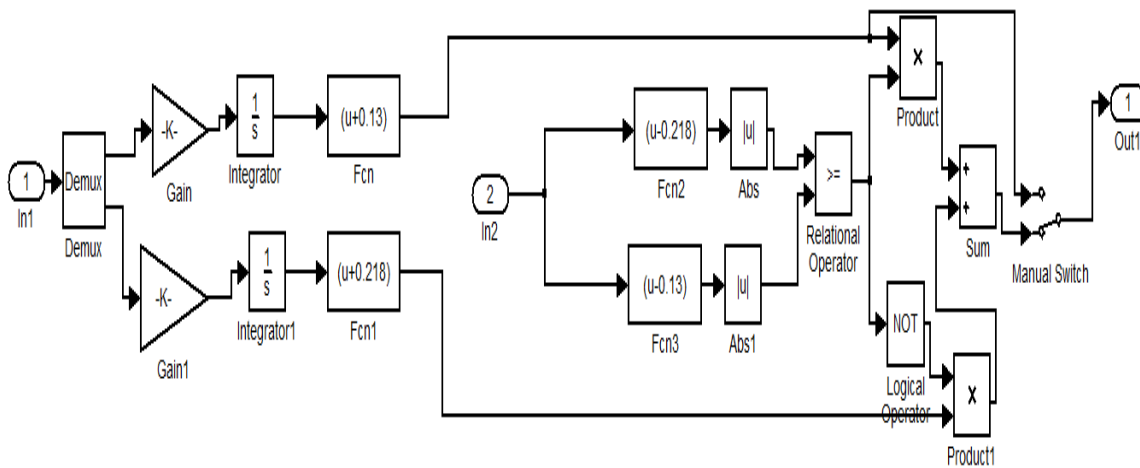 1
In1
Demux
Demux
-K-
Gain
1
s
Integrator
(u+0.13)
Fcn
-K-
Gain1
1
s
Integrator1
(u+0.218)
Fcn1
2
In2
(u-0.218)
Fcn2
|u|
Abs
(u-0.13)
Fcn3
|u|
Abs1
>=
Relational
Operator
NOT
Logical
Operator
×
Product
×
Product1
+
+
Sum
Manual Switch
1
Out1